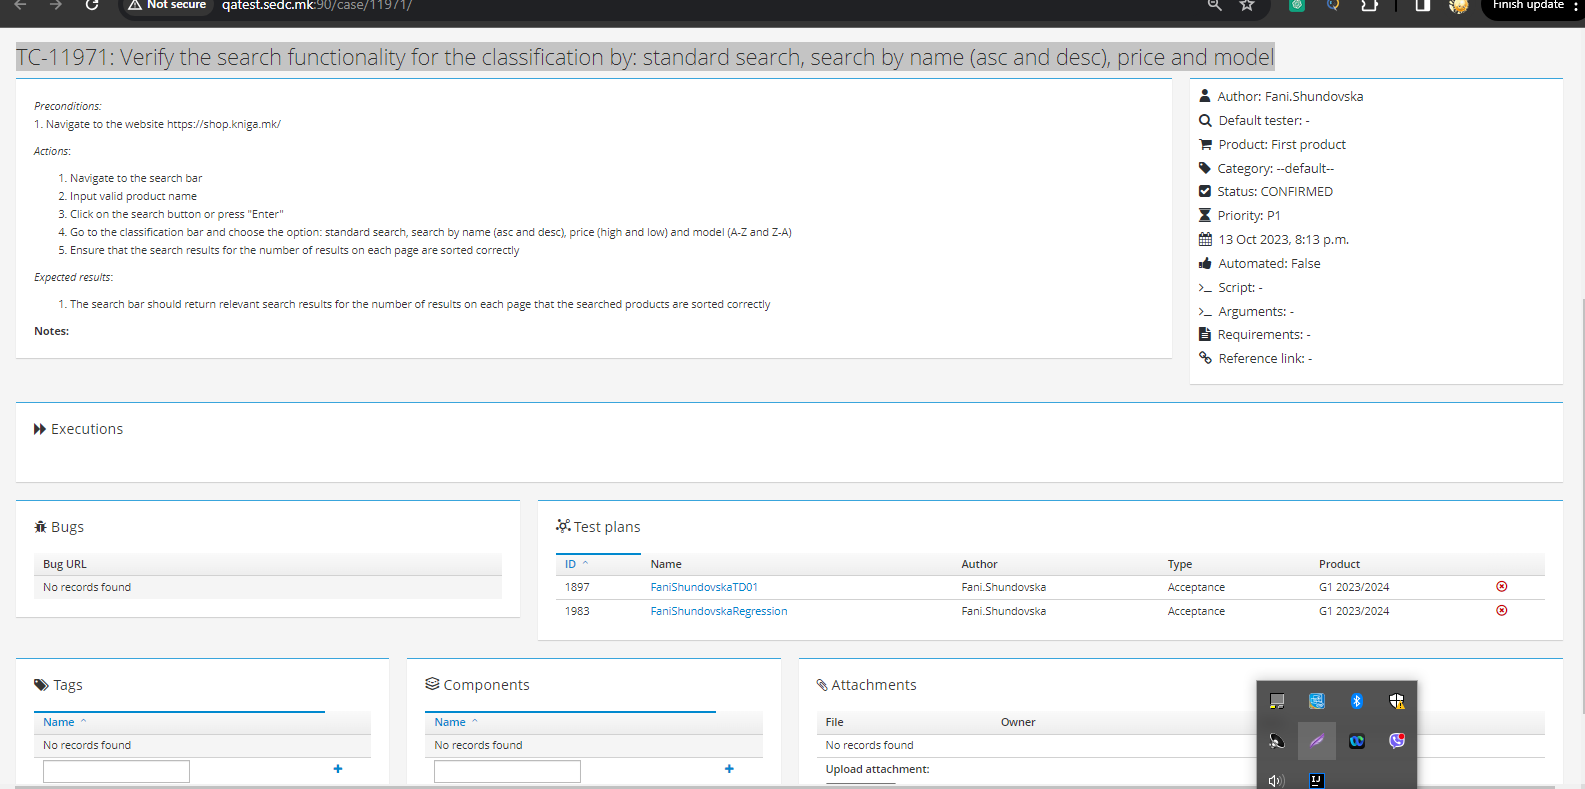 Not secure
qatest.sedc.mk:90/case/11971/
Finish update
TC-11971: Verify the search functionality for the classification by: standard search, search by name (asc and desc), price and model
Preconditions:
1. Navigate to the website https://shop.kniga.mk/
Actions:
1. Navigate to the search bar
2. Input valid product name
3. Click on the search button or press "Enter"
4. Go to the classification bar and choose the option: standard search, search by name (asc and desc), price (high and low) and model (A-Z and Z-A)
5. Ensure that the search results for the number of results on each page are sorted correctly
Expected results:
1. The search bar should return relevant search results for the number of results on each page that the searched products are sorted correctly
Notes:
Author: Fani.Shundovska
Default tester: -
Product: First product
Category: --default--
Status: CONFIRMED
Priority: P1
13 Oct 2023, 8:13 p.m.
Automated: False
Script: -
Arguments: -
Requirements: -
Reference link: -
Executions
Bugs
Bug URL
No records found
Test plans
ID Name Author Type Product
1897 FaniShundovskaTD01 Fani.Shundovska Acceptance G1 2023/2024
1983 FaniShundovskaRegression Fani.Shundovska Acceptance G1 2023/2024
Tags
Name
No records found
Components
Name
No records found
Attachments
File Owner
No records found
Upload attachment:
IJ